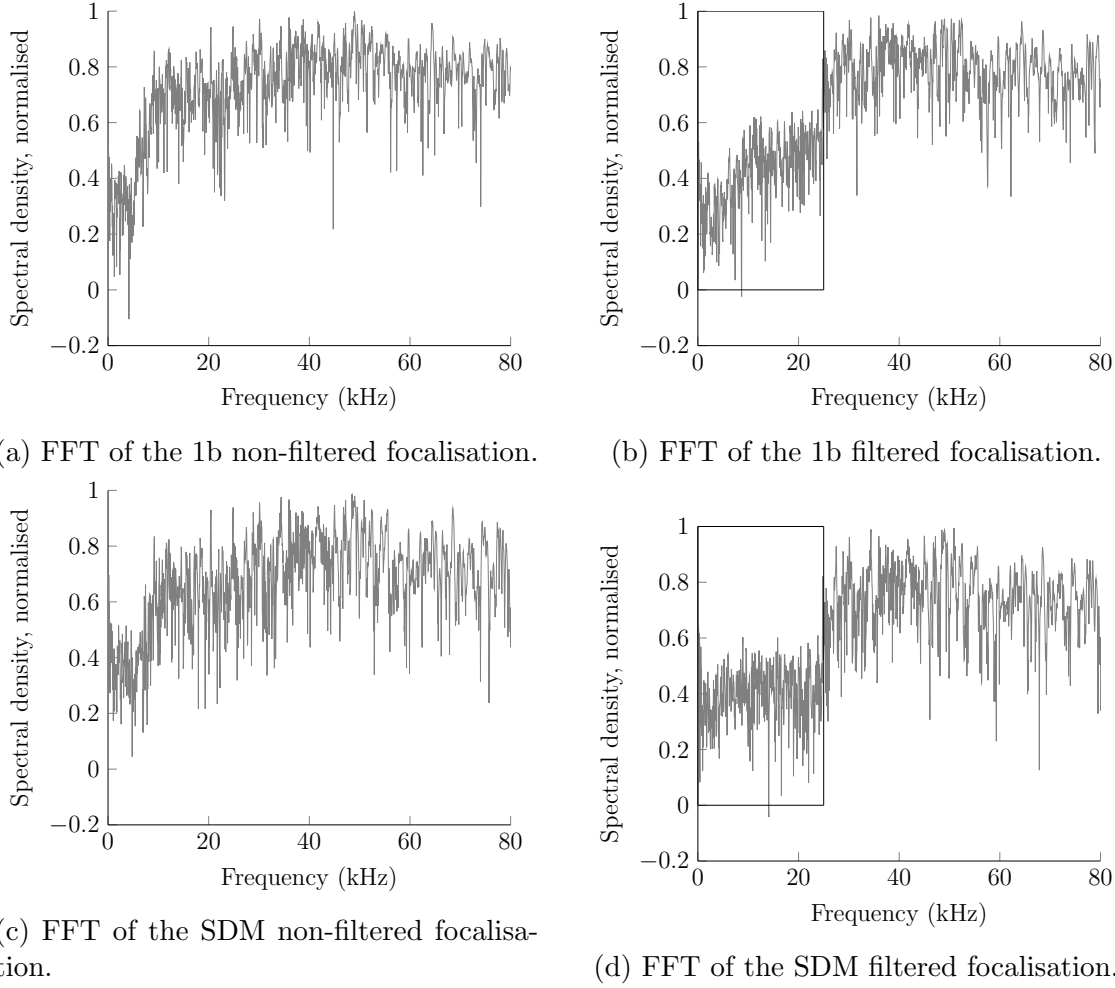 1
0.8
0.6
0.4
0.2
0
−0.2
Spectral density, normalised
0 20 40 60 80
Frequency (kHz)
(a) FFT of the 1b non-filtered focalisation.
1
0.8
0.6
0.4
0.2
0
−0.2
Spectral density, normalised
0 20 40 60 80
Frequency (kHz)
(b) FFT of the 1b filtered focalisation.
1
0.8
0.6
0.4
0.2
0
−0.2
Spectral density, normalised
0 20 40 60 80
Frequency (kHz)
(c) FFT of the SDM non-filtered focalisa-
tion.
1
0.8
0.6
0.4
0.2
0
−0.2
Spectral density, normalised
0 20 40 60 80
Frequency (kHz)
(d) FFT of the SDM filtered focalisation.